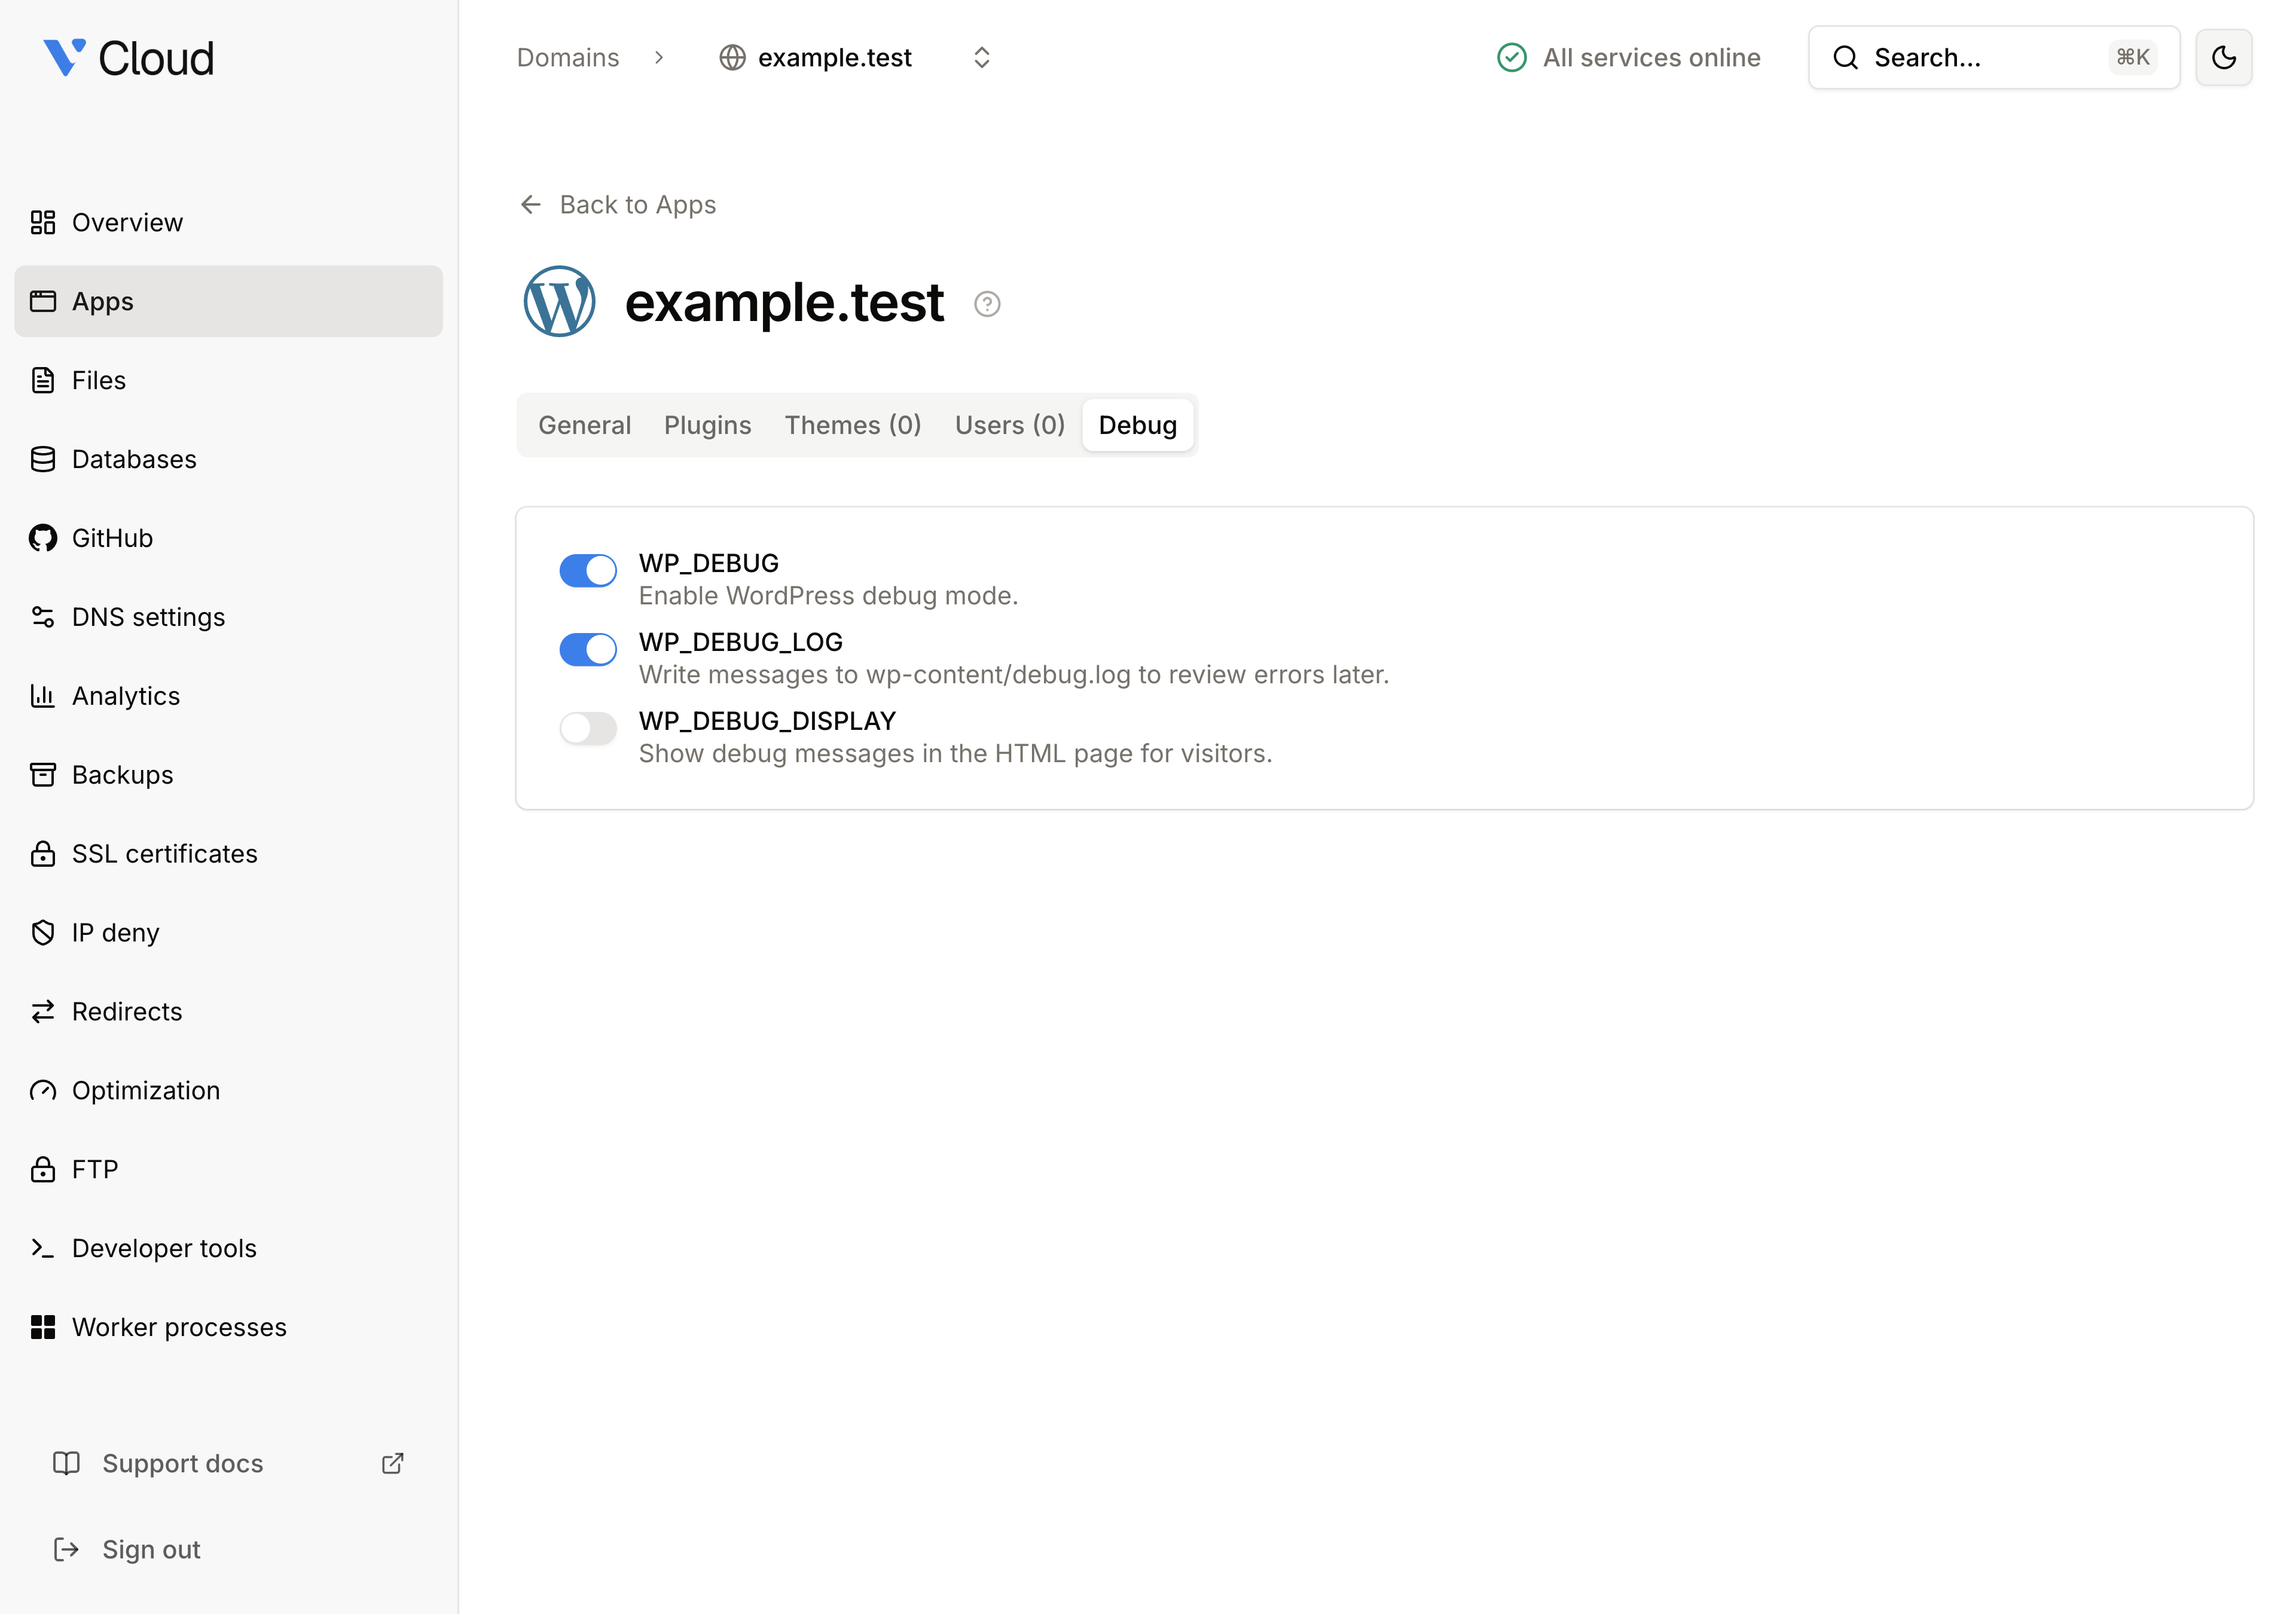 Cloud
Domains
example.test
All services online
Search...
⌘K
Overview
Apps
Files
Databases
GitHub
DNS settings
Analytics
Backups
SSL certificates
IP deny
Redirects
Optimization
FTP
Developer tools
Worker processes
Support docs
Sign out
Back to Apps
example.test
General
Plugins
Themes (0)
Users (0)
Debug
WP_DEBUG
Enable WordPress debug mode.
WP_DEBUG_LOG
Write messages to wp-content/debug.log to review errors later.
WP_DEBUG_DISPLAY
Show debug messages in the HTML page for visitors.